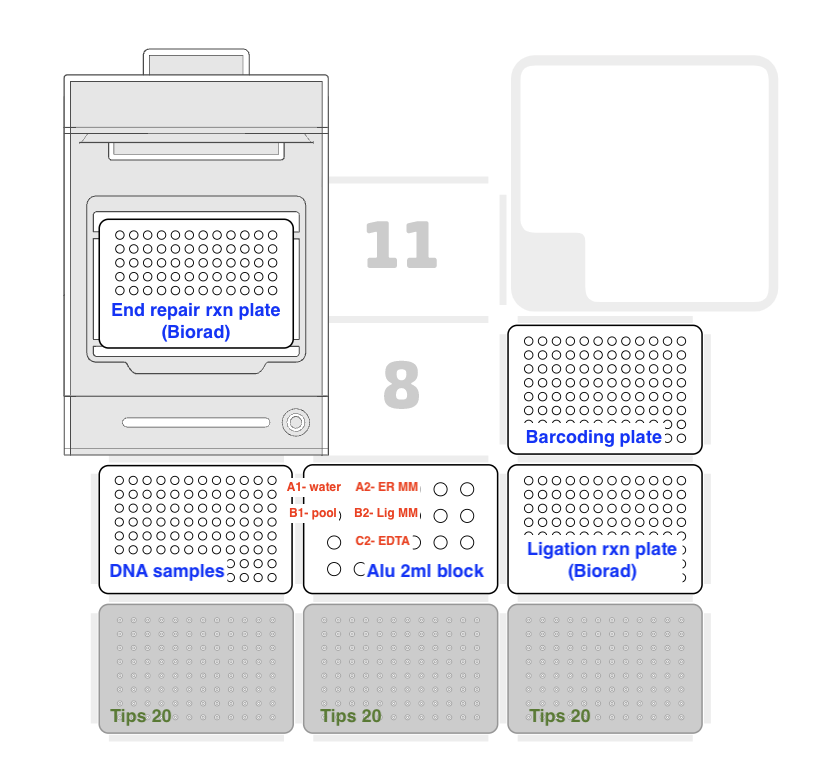 11
End repair rxn plate
(Biorad)
8
Barcoding plate
A1- water
A2- ER MM
B1- pool
B2- Lig MM
C2- EDTA
DNA samples
Alu 2ml block
Ligation rxn plate
(Biorad)
Tips 20
Tips 20
Tips 20